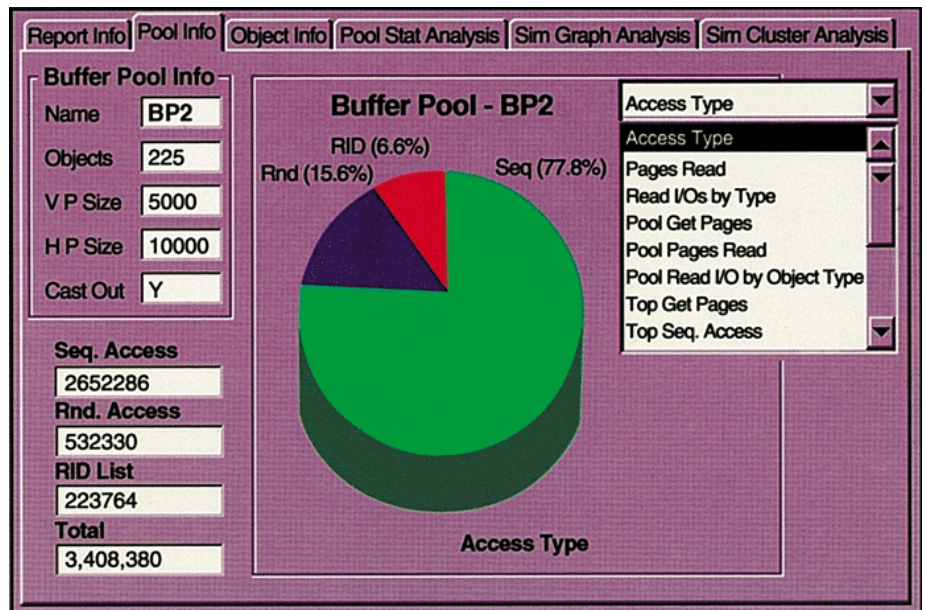 Report Info Pool Info Object Info Pool Stat Analysis Sim Graph Analysis Sim Cluster Analysis
Buffer Pool Info
Name BP2
Objects 225
V P Size 5000
H P Size 10000
Cast Out Y
Seq. Access
2652286
Rnd. Access
532330
RID List
223764
Total
3,408,380
Buffer Pool - BP2
RID (6.6%)
Rnd (15.6%)
Seq (77.8%)
Access Type
Access Type
Access Type
Pages Read
Read I/Os by Type
Pool Get Pages
Pool Pages Read
Pool Read I/O by Object Type
Top Get Pages
Top Seq. Access